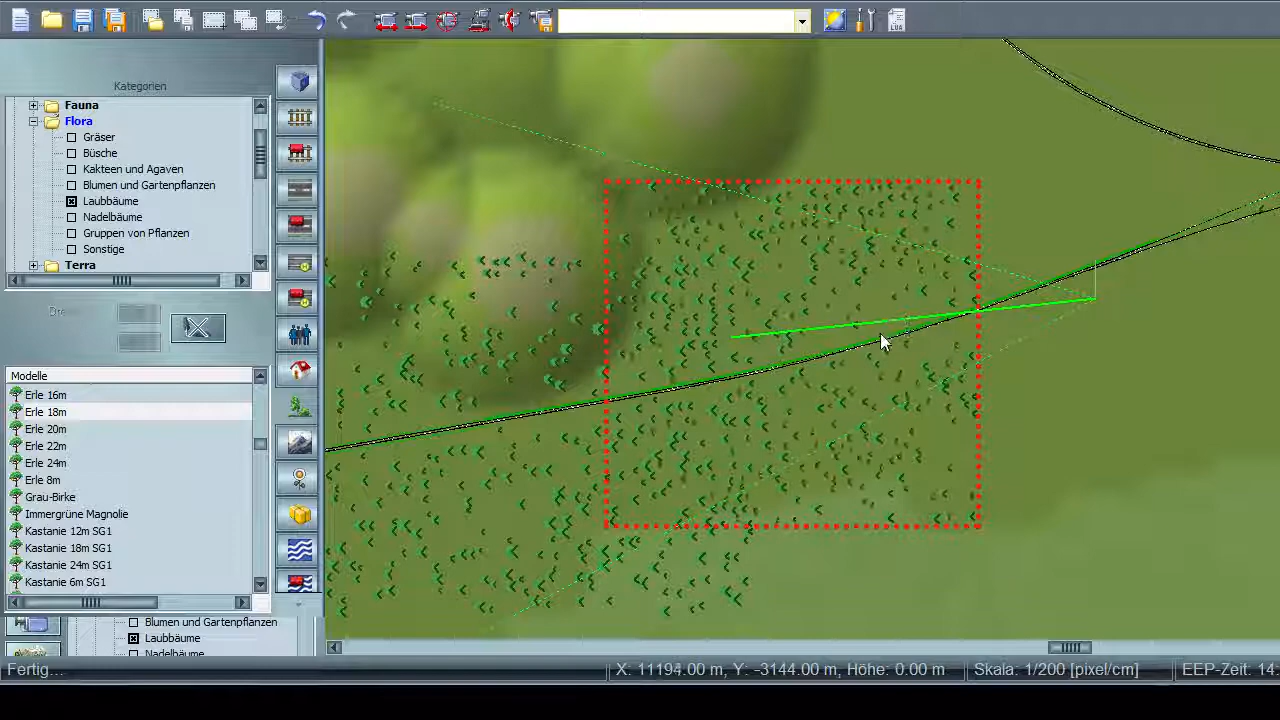 LUA
Kategorien
Fauna
Flora
Gräser
Büsche
Kakteen und Agaven
Blumen und Gartenpflanzen
Laubbäume
Nadelbäume
Gruppen von Pflanzen
Sonstige
Terra
Modelle
Erle 16m
Erle 18m
Erle 20m
Erle 22m
Erle 24m
Erle 8m
Grau-Birke
Immergrüne Magnolie
Kastanie 12m SG1
Kastanie 18m SG1
Kastanie 24m SG1
Kastanie 6m SG1
Blumen und Gartenpflanzen
Laubbäume
Nadelbäume
Fertig...
X: 11194.00 m, Y: -3144.00 m, Höhe: 0.00 m
Skala: 1/200 [pixel/cm]
EEP-Zeit: 14: